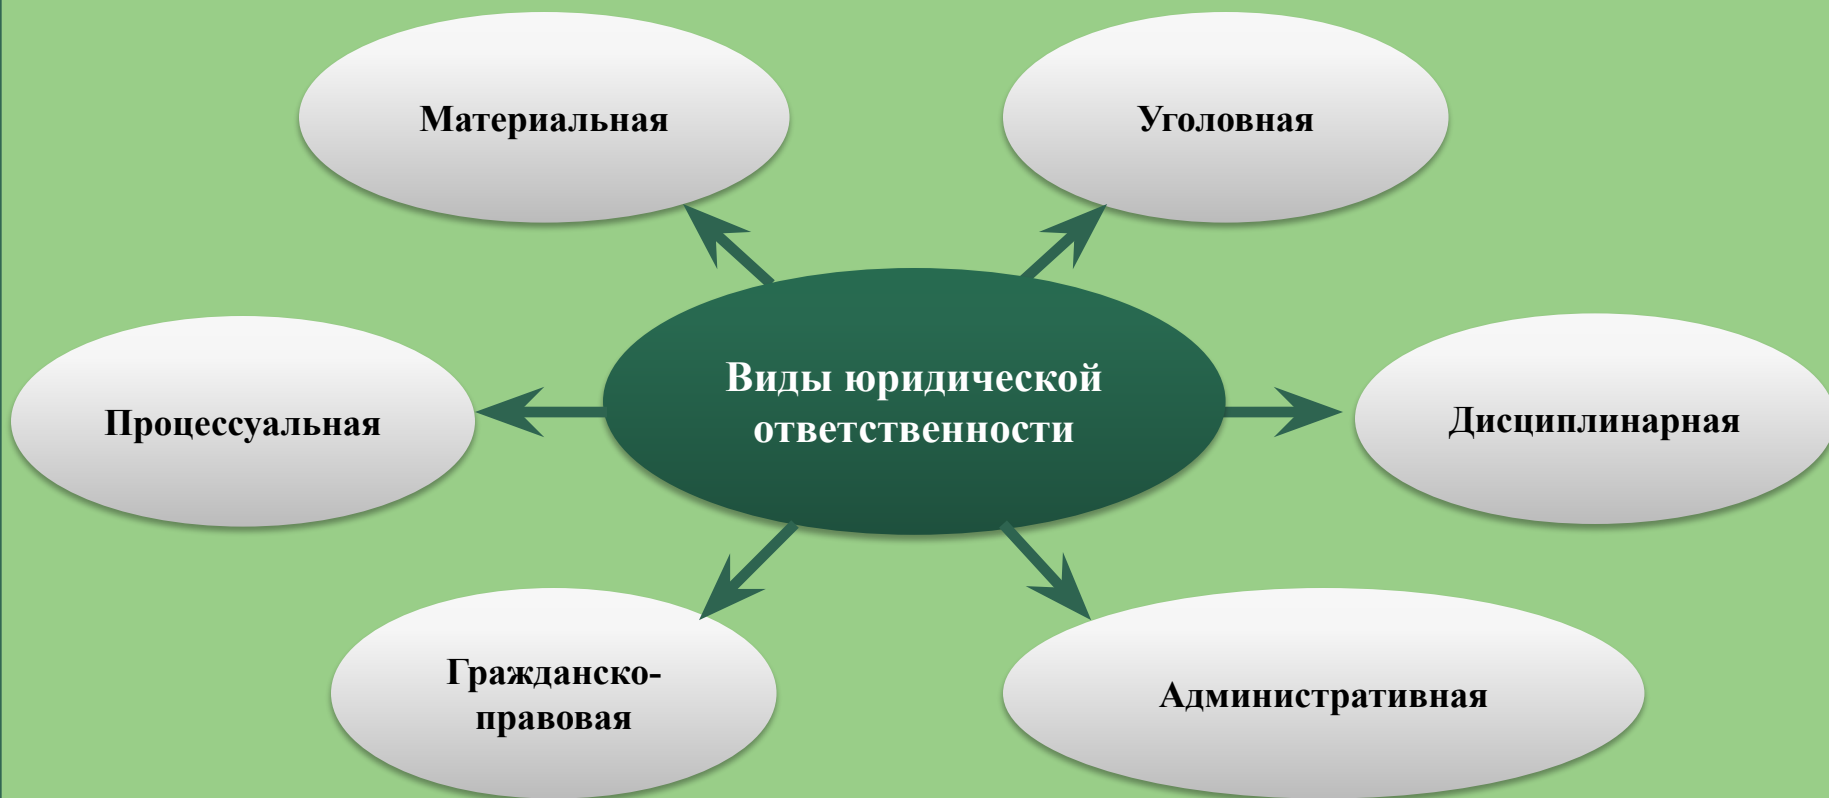 Материальная
Уголовная
Виды юридической
ответственности
Процессуальная
Дисциплинарная
Гражданско-
правовая
Административная